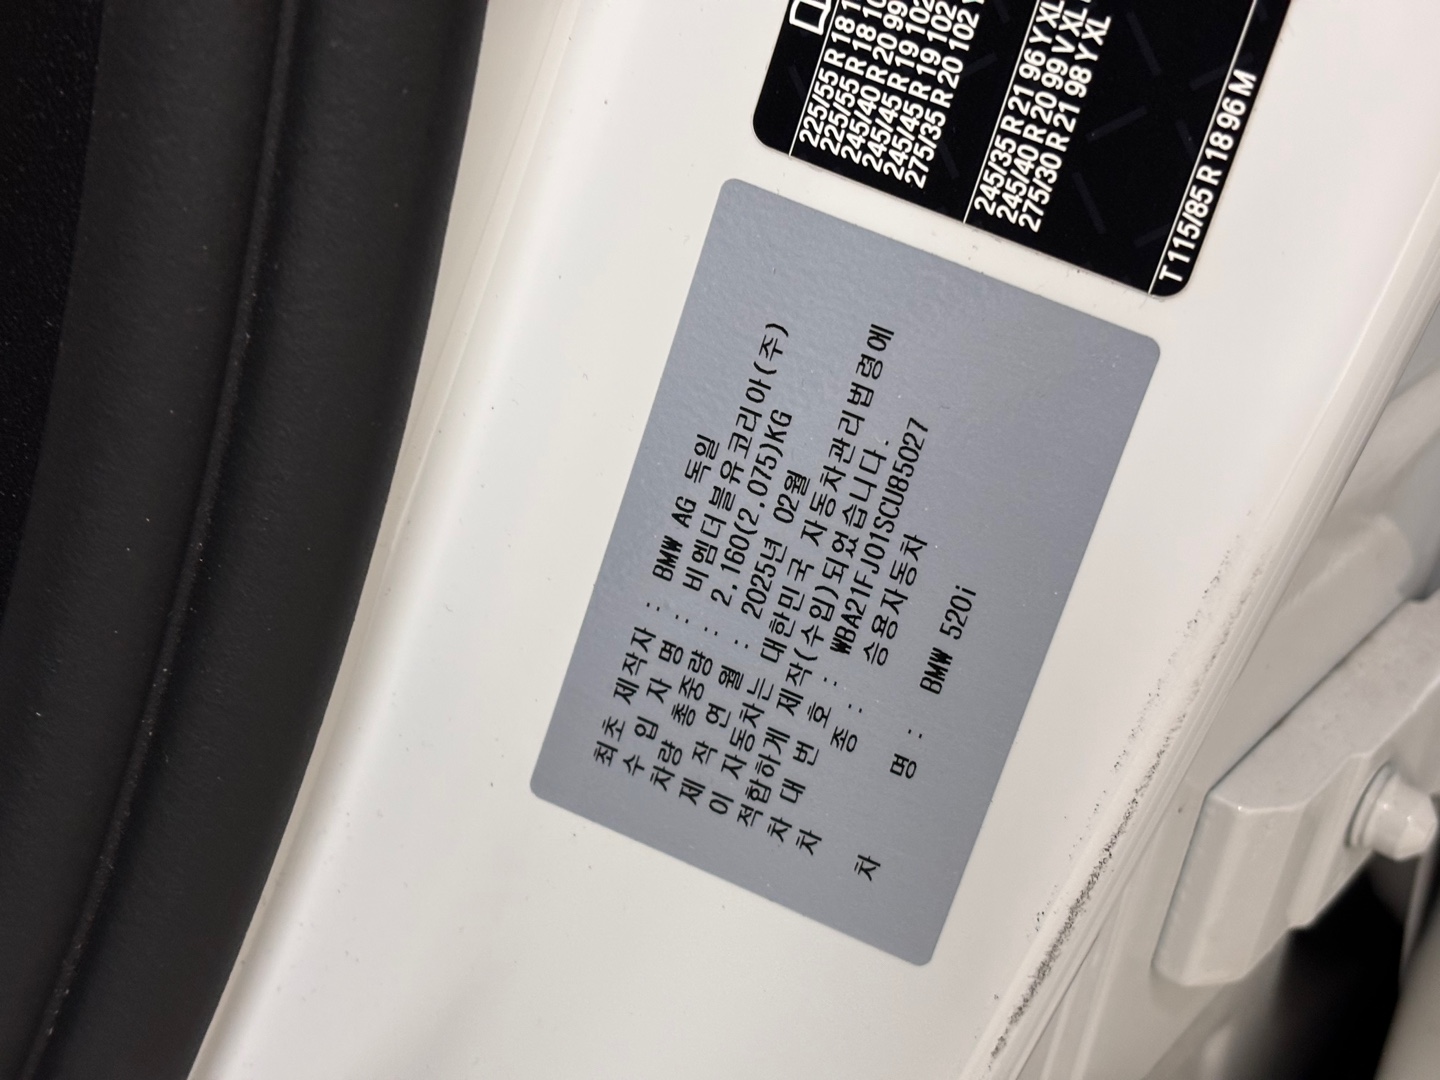 최초 제작자 : BMW AG 독일
수 입 자 명 : 비엠더블유코리아(주)
차량 총중량 : 2,160(2,075)KG
제 작 연 월 : 2025년 02월
이 자동차는 대한민국 자동차관리법령에
적합하게 제작(수입)되었습니다.
차 대 번 호 : WBA21FJ01SCU85027
차 종 : 승용자동차
차 명 : BMW 520i
225/55 R 18 1
225/55 R 18 10
245/40 R 20 99
245/45 R 19 102
245/45 R 19 102
275/35 R 20 102 Y
245/35 R 21 96 Y XL
245/40 R 20 99 V XL
275/30 R 21 98 Y XL
T 115/85 R 18 96 M